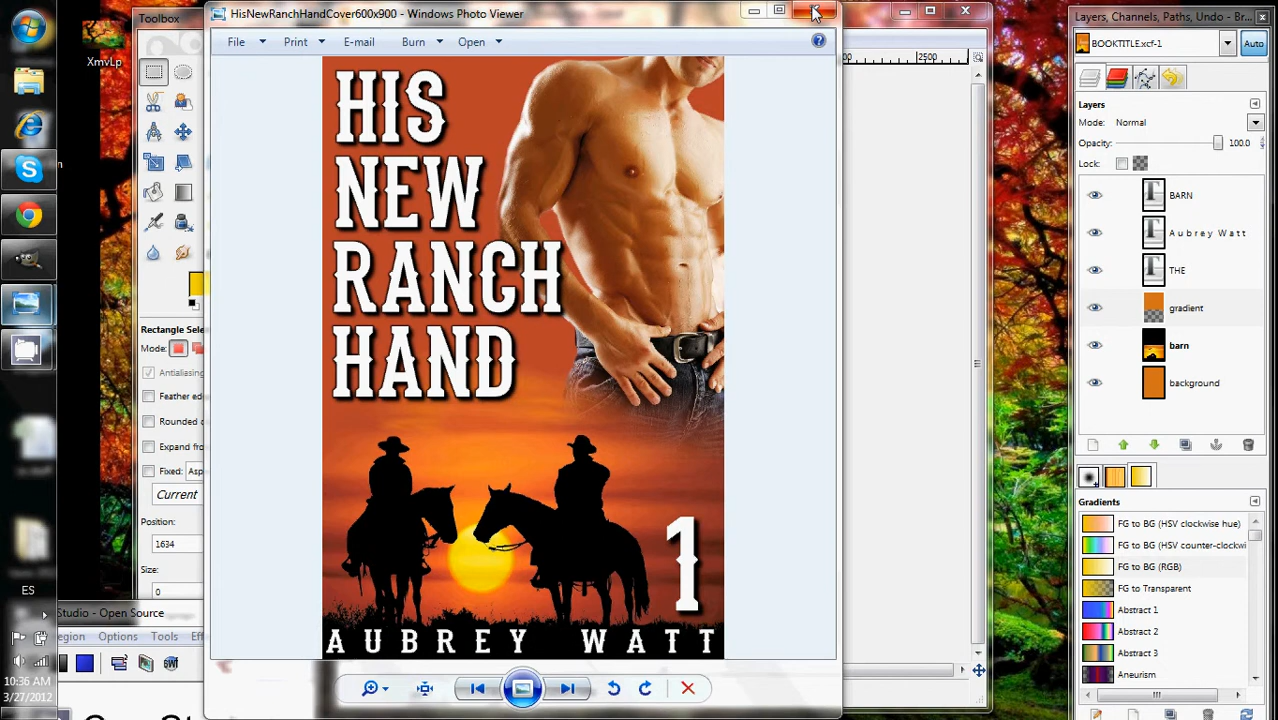 XmvLp
ES
10:36 AM
3/27/2012
Toolbox
Rectangle Sele
Mode:
Antialiasing
Feather edg
Rounded c
Expand from
Fixed: Asp
Current
Position:
1634
Size:
0
Studio - Open Source
egion Options Tools Eff
swf
HisNewRanchHandCover600x900 - Windows Photo Viewer
File Print E-mail Burn Open
HIS
NEW
RANCH
HAND
1
AUBREY WATT
2500
Layers, Channels, Paths, Undo - Br...
BOOKTITLE.xcf-1 Auto
Layers
Mode: Normal
Opacity: 100.0
Lock:
BARN
Aubrey Watt
THE
gradient
barn
background
Gradients
FG to BG (HSV clockwise hue)
FG to BG (HSV counter-clockwi
FG to BG (RGB)
FG to Transparent
Abstract 1
Abstract 2
Abstract 3
Aneurism